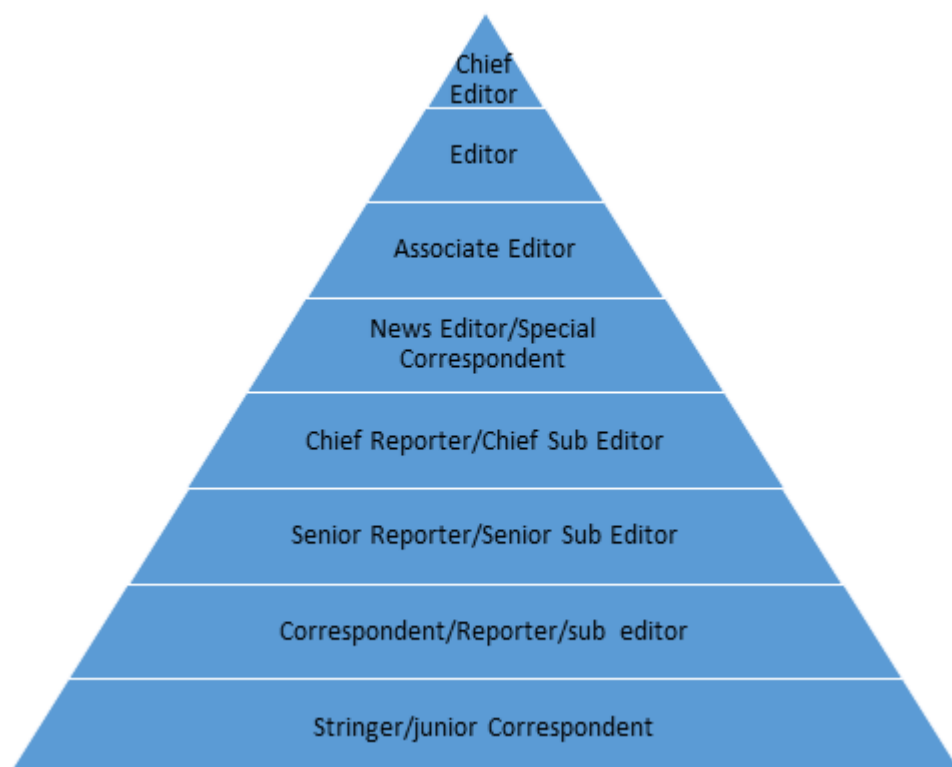 Chief
Editor
Editor
Associate Editor
News Editor/Special
Correspondent
Chief Reporter/Chief Sub Editor
Senior Reporter/Senior Sub Editor
Correspondent/Reporter/sub editor
Stringer/junior Correspondent